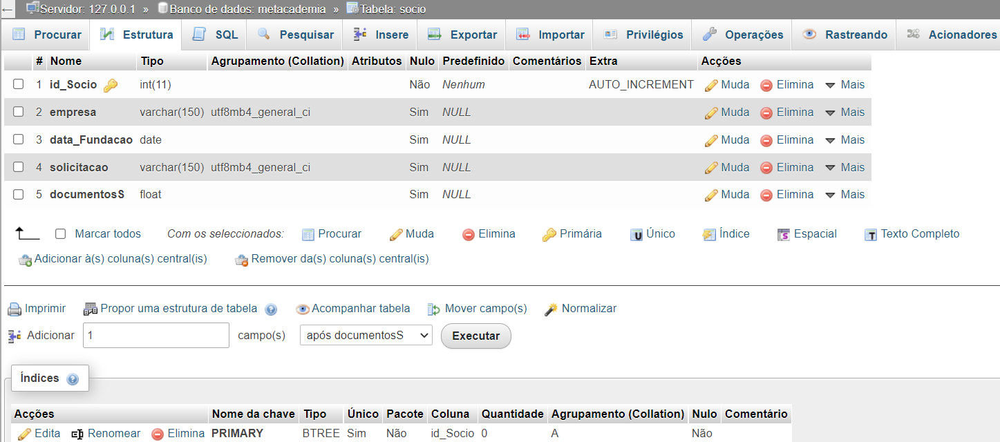 Servidor: 127.0.0.1 » Banco de dados: metacademia » Tabela: socio
Procurar Estrutura SQL Pesquisar Insere Exportar Importar Privilégios Operações Rastreando Acionadores
# Nome Tipo Agrupamento (Collation) Atributos Nulo Predefinido Comentários Extra Acções
1 id_Socio int(11) Não Nenhum AUTO_INCREMENT Muda Elimina Mais
2 empresa varchar(150) utf8mb4_general_ci Sim NULL Muda Elimina Mais
3 data_Fundacao date Sim NULL Muda Elimina Mais
4 solicitacao varchar(150) utf8mb4_general_ci Sim NULL Muda Elimina Mais
5 documentosS float Sim NULL Muda Elimina Mais
Marcar todos Com os seleccionados: Procurar Muda Elimina Primária Único Índice Espacial Texto Completo
Adicionar à(s) coluna(s) central(is) Remover da(s) coluna(s) central(is)
Imprimir Propor uma estrutura de tabela Acompanhar tabela Mover campo(s) Normalizar
Adicionar 1 campo(s) após documentosS Executar
Índices
Acções Nome da chave Tipo Único Pacote Coluna Quantidade Agrupamento (Collation) Nulo Comentário
Edita Renomear Elimina PRIMARY BTREE Sim Não id_Socio 0 A Não